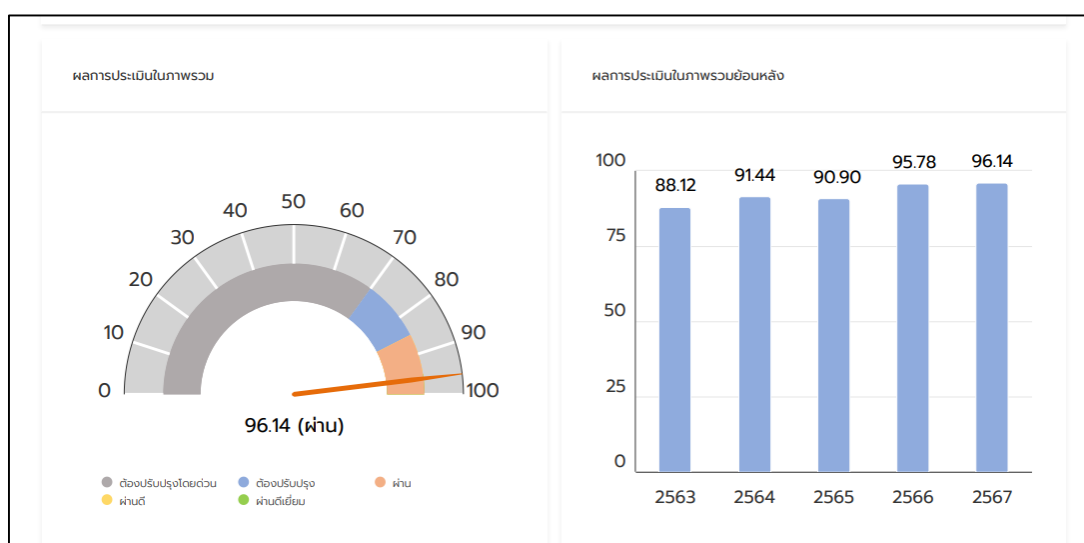 ผลการประเมินในภาพรวม
0
10
20
30
40
50
60
70
80
90
100
96.14 (ผ่าน)
ต้องปรับปรุงโดยด่วน ต้องปรับปรุง ผ่าน
ผ่านดี ผ่านดีเยี่ยม
ผลการประเมินในภาพรวมย้อนหลัง
100
75
50
25
0
88.12 91.44 90.90 95.78 96.14
2563 2564 2565 2566 2567